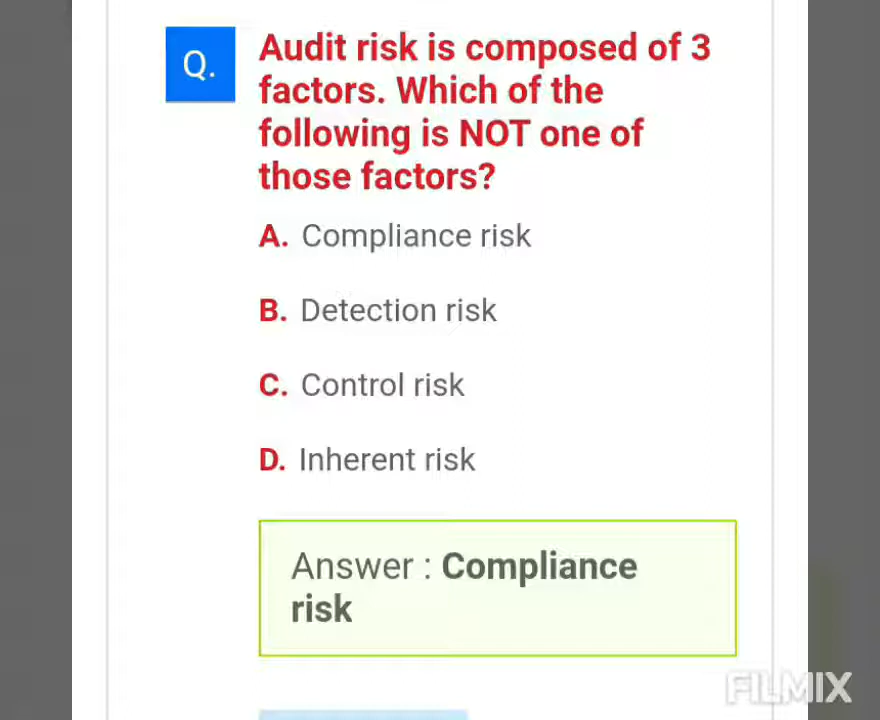 Q.
Audit risk is composed of 3
factors. Which of the
following is NOT one of
those factors?
A. Compliance risk
B. Detection risk
C. Control risk
D. Inherent risk
Answer : Compliance
risk
FILMIX